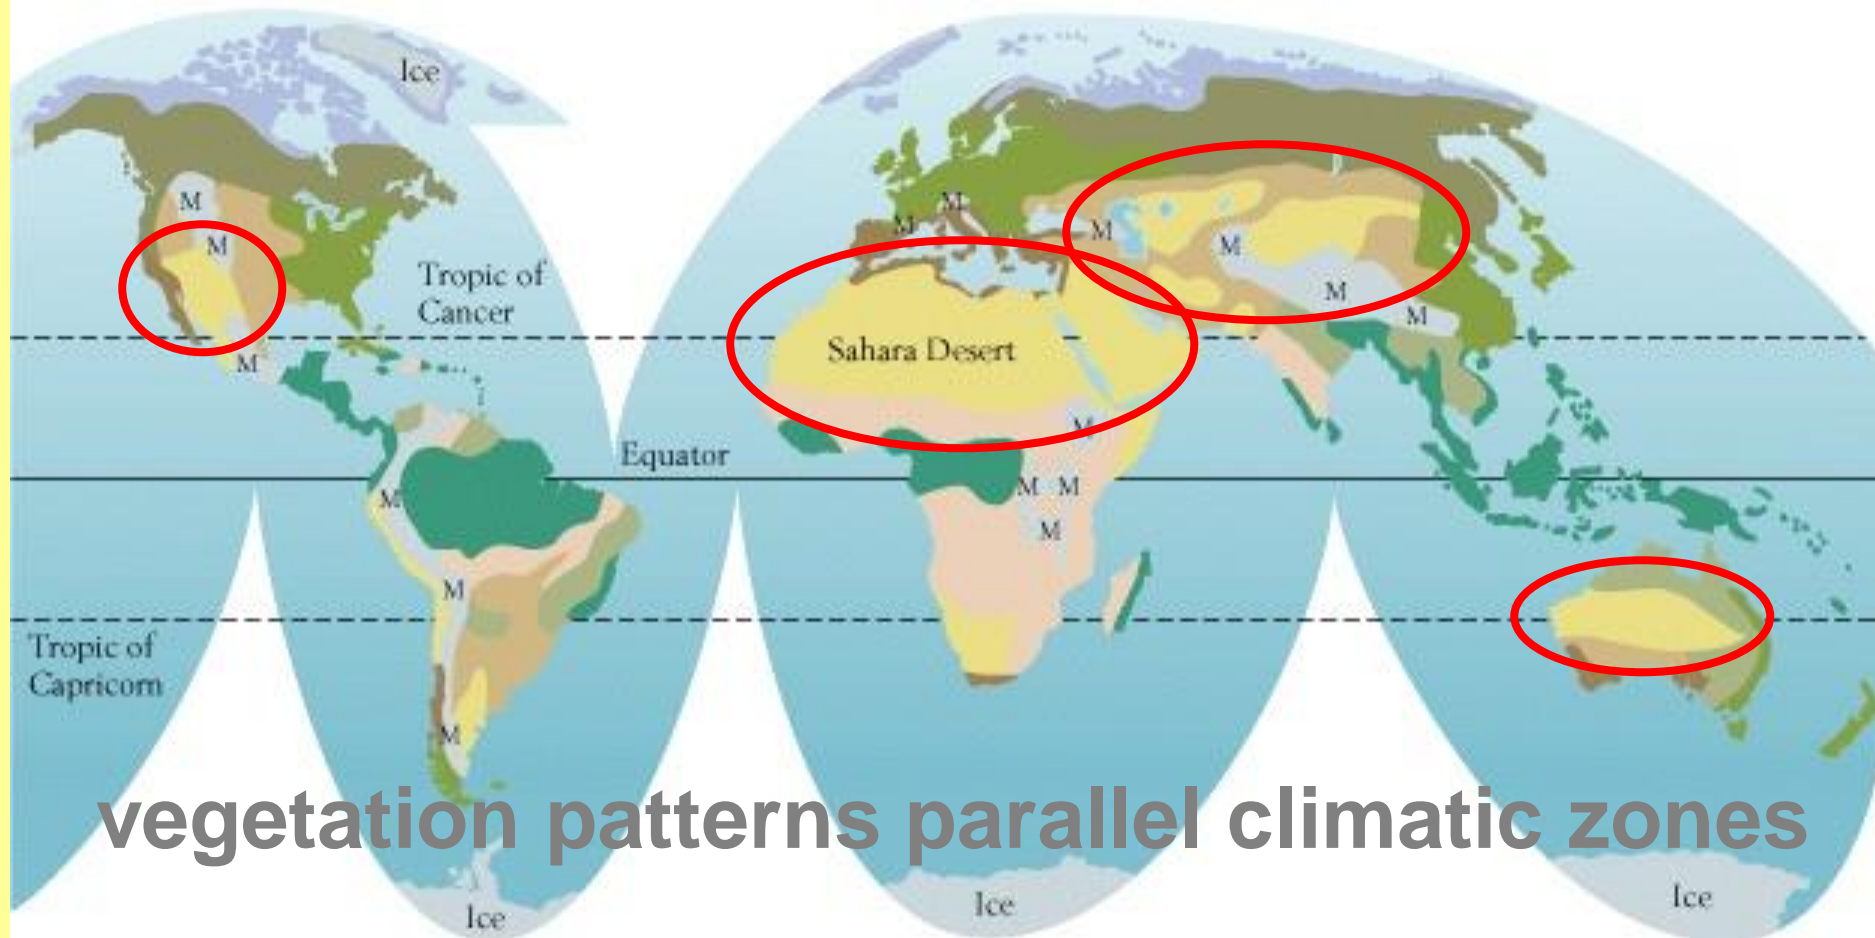 Ice
M
M
M
M
M
M
M
M
Tropic of
Cancer
M
M
Sahara Desert
M
M
Equator
M
M M
M
M
Tropic of
Capricorn
M
vegetation patterns parallel climatic zones
Ice
Ice
Ice